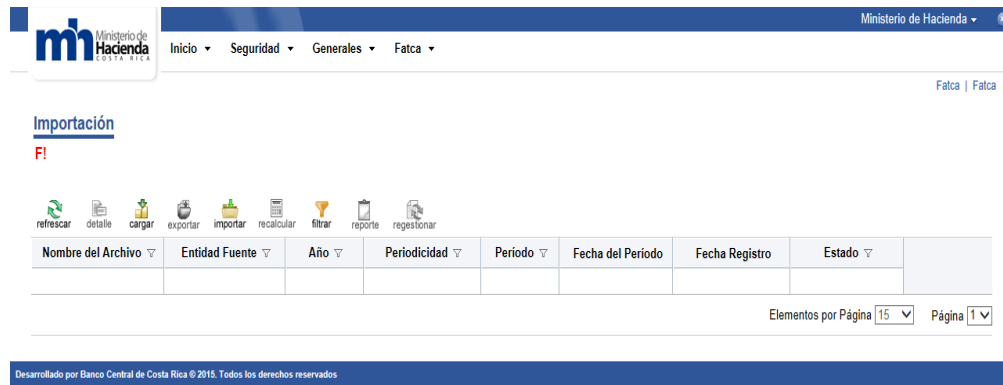 Ministerio de Hacienda
mh Ministerio de
Hacienda
COSTA RICA
Inicio Seguridad Generales Fatca
Fatca | Fatca
Importación
F!
refrescar detalle cargar exportar importar recalcular filtrar reporte regestionar
Nombre del Archivo Entidad Fuente Año Periodicidad Período Fecha del Período Fecha Registro Estado
Elementos por Página 15 Página 1
Desarrollado por Banco Central de Costa Rica © 2015. Todos los derechos reservados